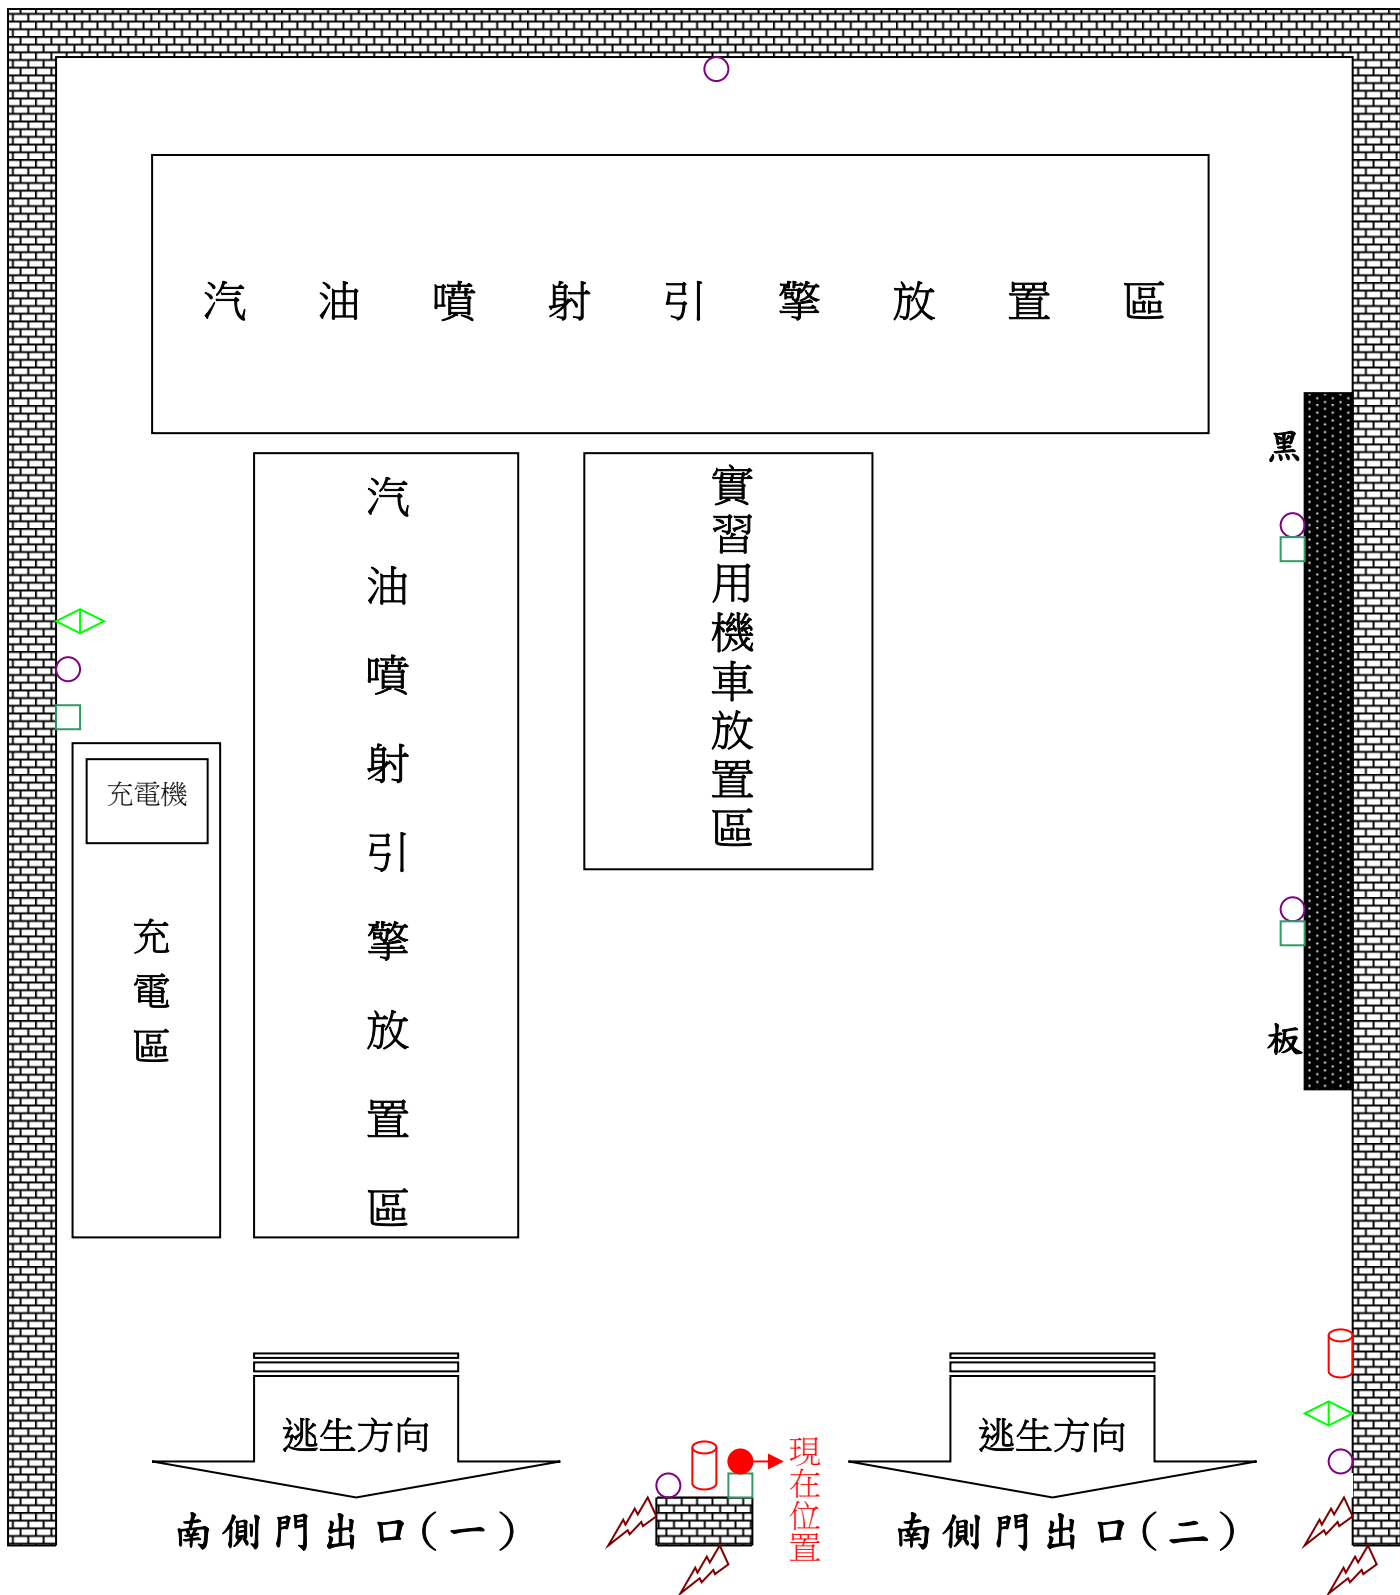 汽油噴射引擎放置區
汽油噴射引擎放置區
實習用機車放置區
黑板
充電機
充電區
逃生方向
逃生方向
現在位置
南側門出口(一)
南側門出口(二)